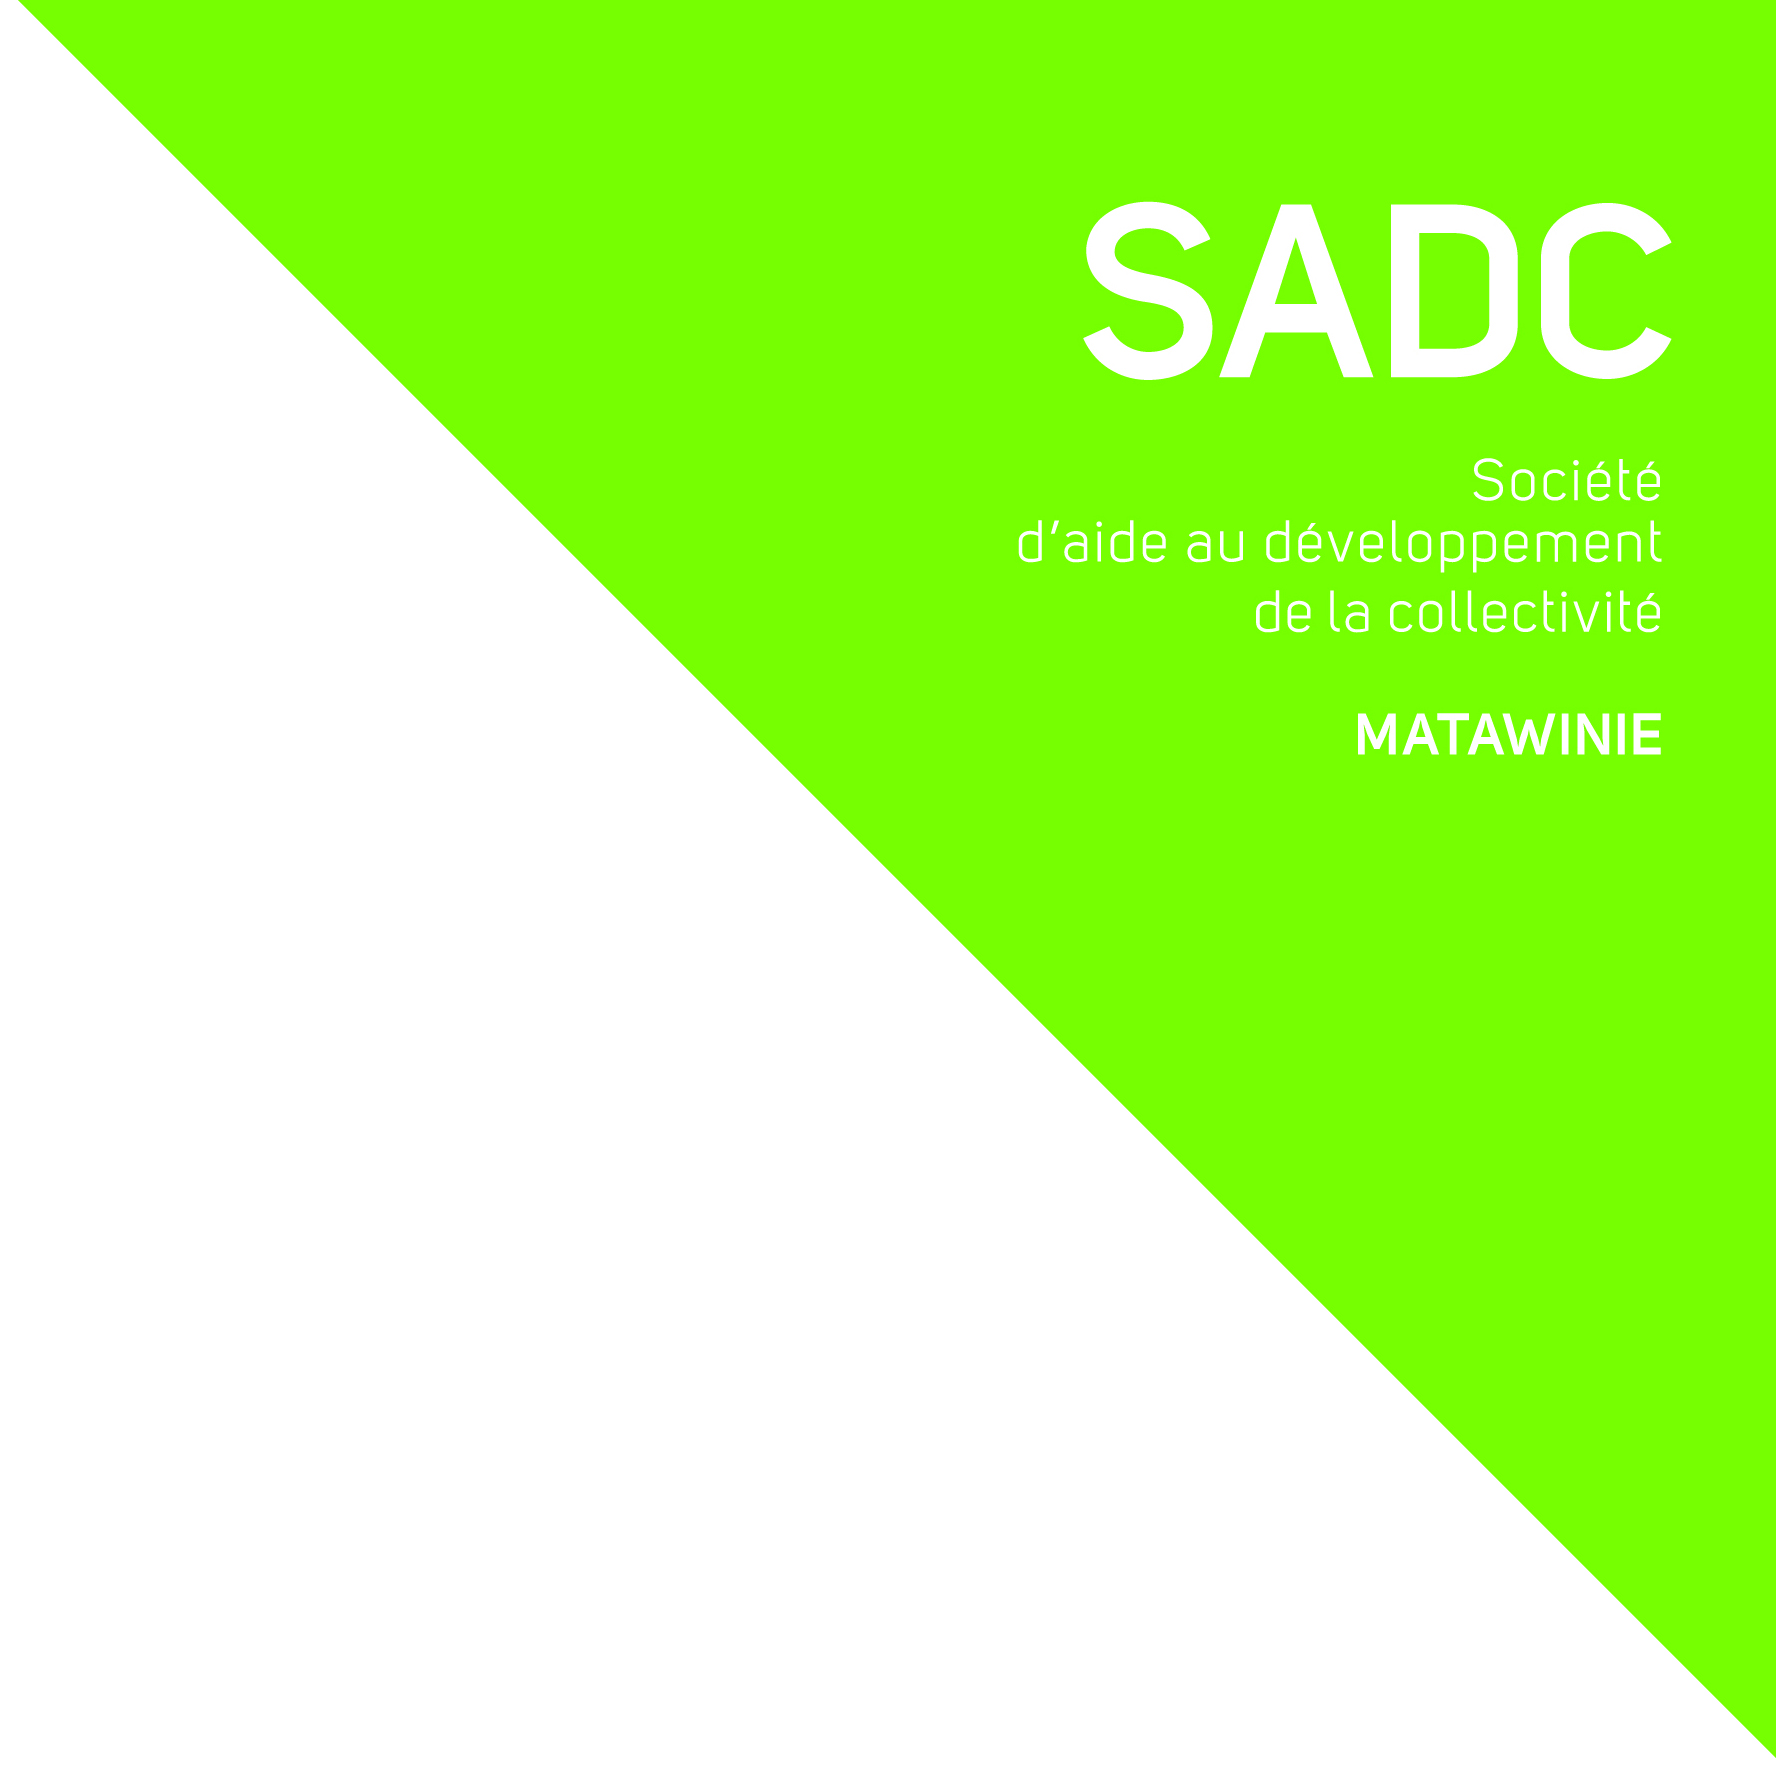 SADC
Société
d’aide au développement
de la collectivité
MATAWINIE